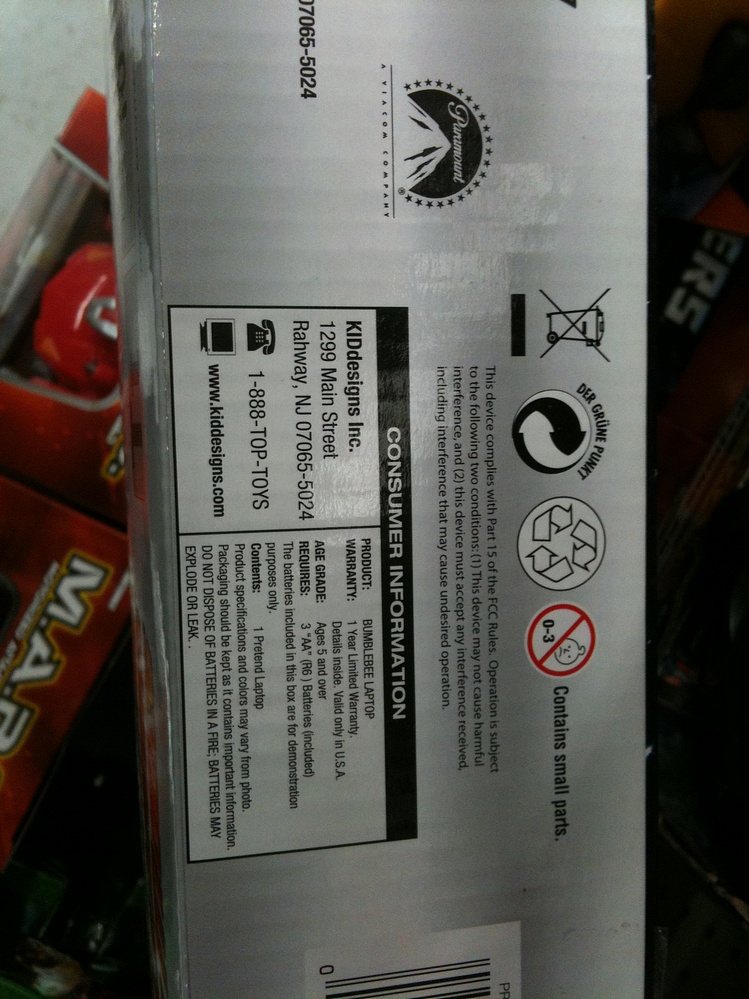 07065-5024
Paramount
®
A VIACOM COMPANY
DER GRÜNE PUNKT
0-3
Contains small parts.
This device complies with Part 15 of the FCC Rules. Operation is subject
to the following two conditions: (1) This device may not cause harmful
interference, and (2) this device must accept any interference received,
including interference that may cause undesired operation.
CONSUMER INFORMATION
KIDdesigns Inc.
1299 Main Street
Rahway, NJ 07065-5024
1-888-TOP-TOYS
www.kiddesigns.com
PRODUCT: BUMBLEBEE LAPTOP
WARRANTY: 1 Year Limited Warranty.
Details inside. Valid only in U.S.A.
AGE GRADE: Ages 5 and over
REQUIRES: 3 "AA" (R6) Batteries (included)
The batteries included in this box are for demonstration
purposes only.
Contents: 1 Pretend Laptop
Product specifications and colors may vary from photo.
Packaging should be kept as it contains important information.
DO NOT DISPOSE OF BATTERIES IN A FIRE; BATTERIES MAY
EXPLODE OR LEAK.
0
ERS